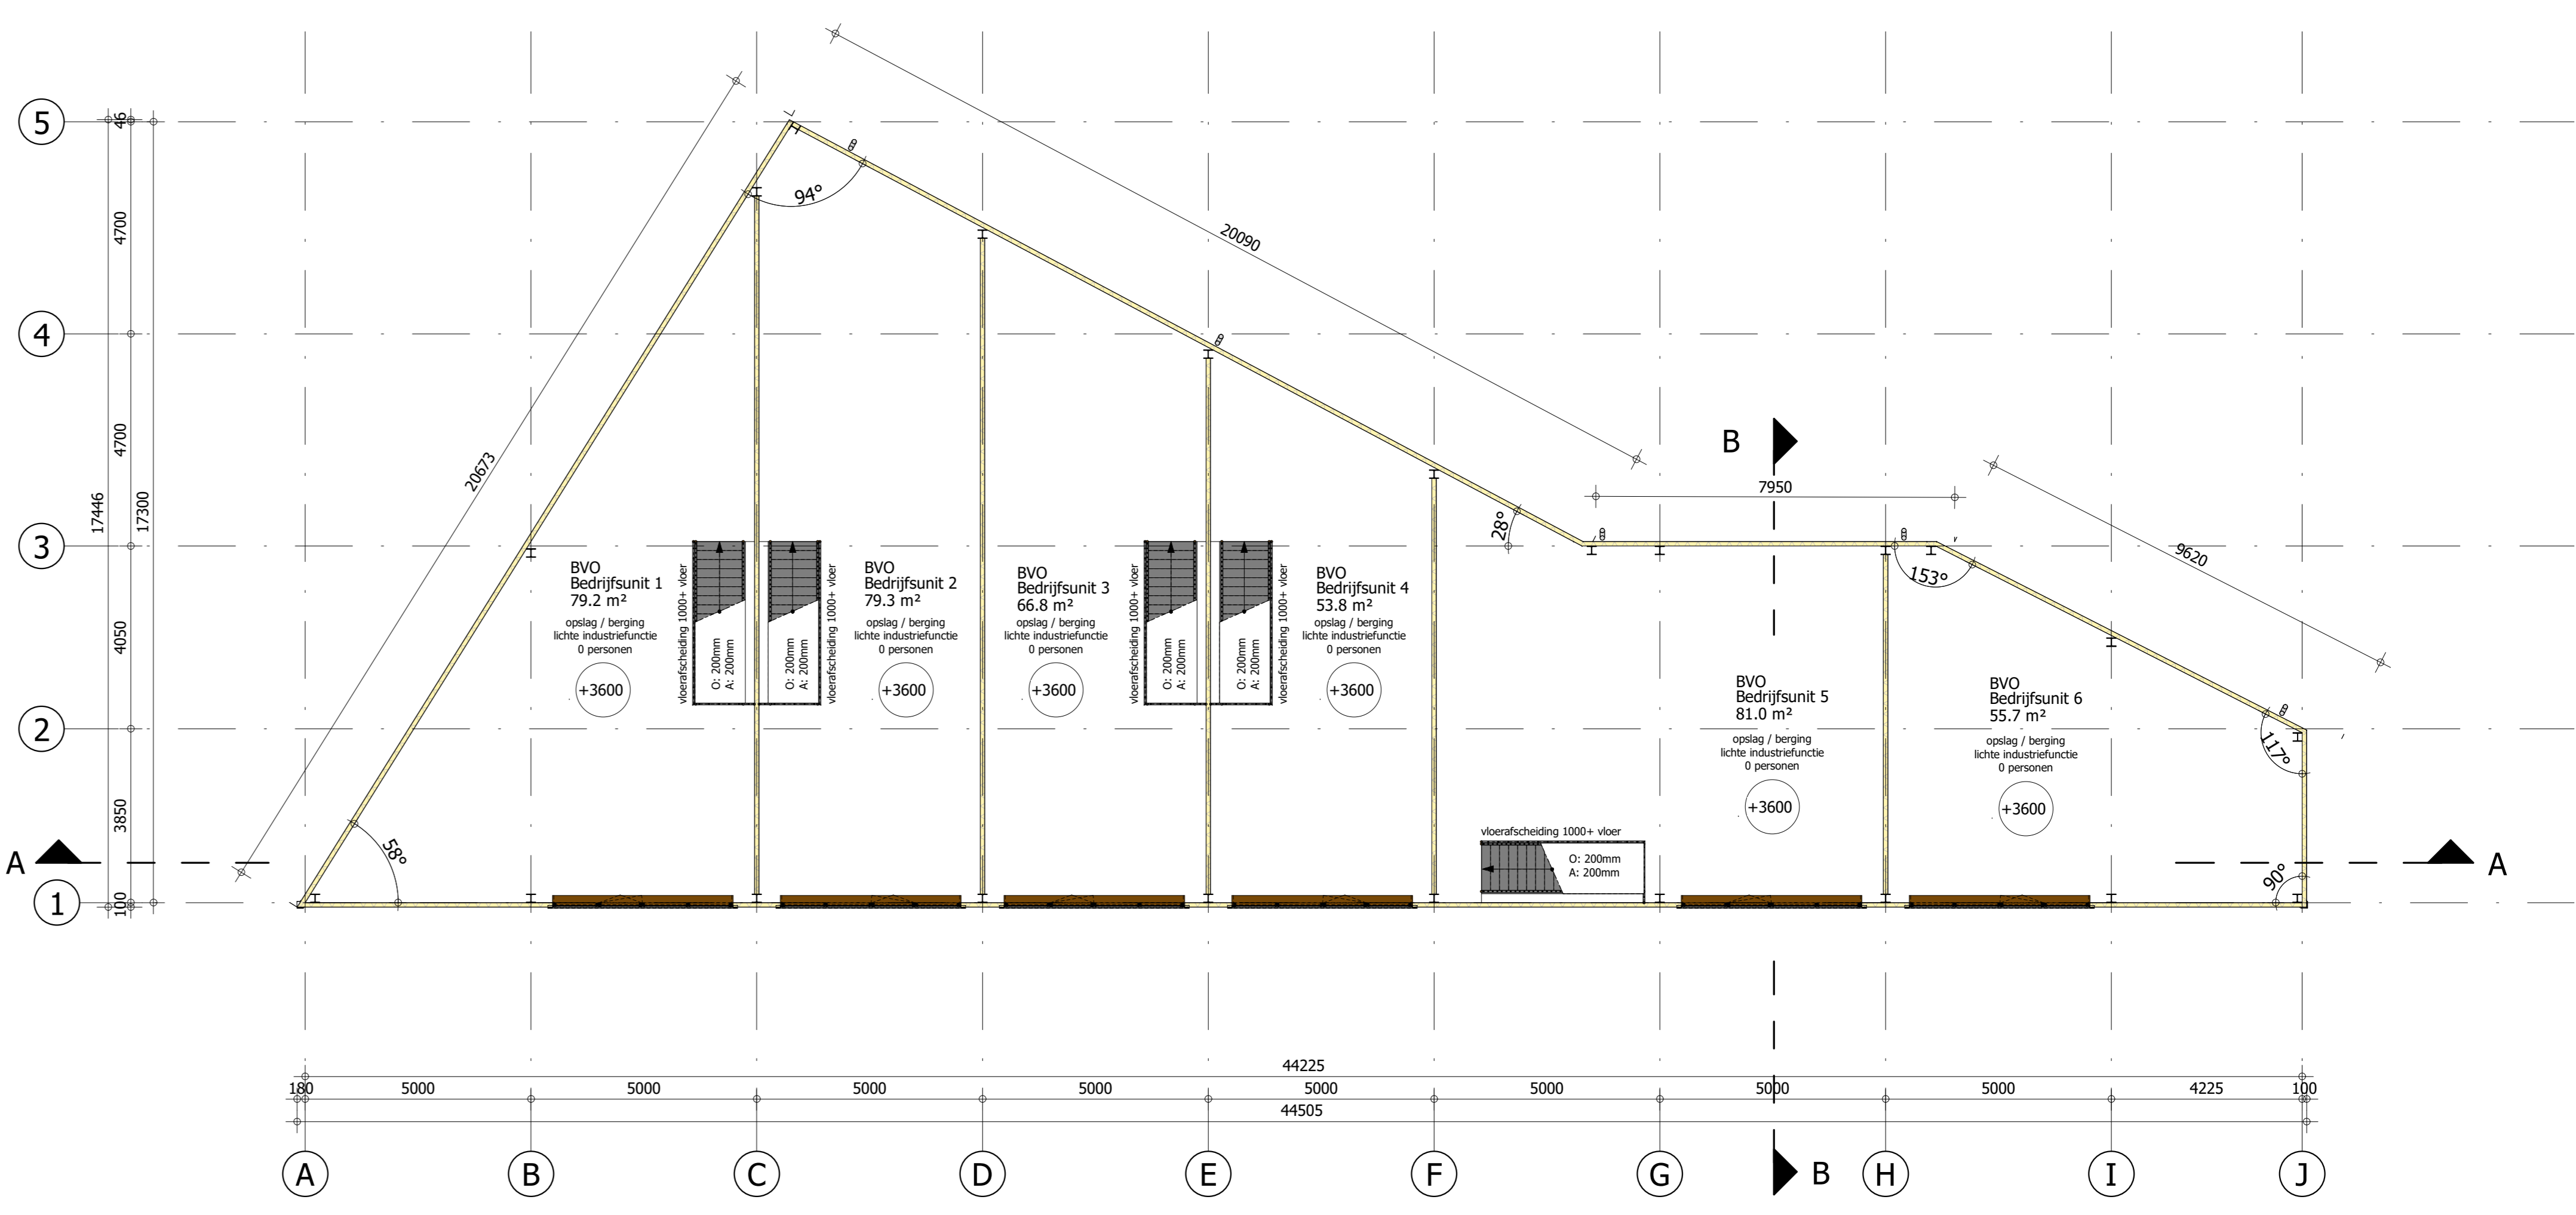 5
4
3
2
1
46
4700
4700
4050
3850
100
17446
17300
20673
20090
7950
9620
94°
58°
28°
153°
117°
90°
B
A
A
BVO
Bedrijfsunit 1
79.2 m²
opslag / berging
lichte industriefunctie
0 personen
+3600
vloerafscheiding 1000+ vloer
O: 200mm
A: 200mm
O: 200mm
A: 200mm
vloerafscheiding 1000+ vloer
BVO
Bedrijfsunit 2
79.3 m²
opslag / berging
lichte industriefunctie
0 personen
+3600
BVO
Bedrijfsunit 3
66.8 m²
opslag / berging
lichte industriefunctie
0 personen
+3600
vloerafscheiding 1000+ vloer
O: 200mm
A: 200mm
O: 200mm
A: 200mm
vloerafscheiding 1000+ vloer
BVO
Bedrijfsunit 4
53.8 m²
opslag / berging
lichte industriefunctie
0 personen
+3600
vloerafscheiding 1000+ vloer
O: 200mm
A: 200mm
BVO
Bedrijfsunit 5
81.0 m²
opslag / berging
lichte industriefunctie
0 personen
+3600
BVO
Bedrijfsunit 6
55.7 m²
opslag / berging
lichte industriefunctie
0 personen
+3600
44225
180 5000 5000 5000 5000 5000 5000 5000 5000 4225 100
44505
A B C D E F G B H I J